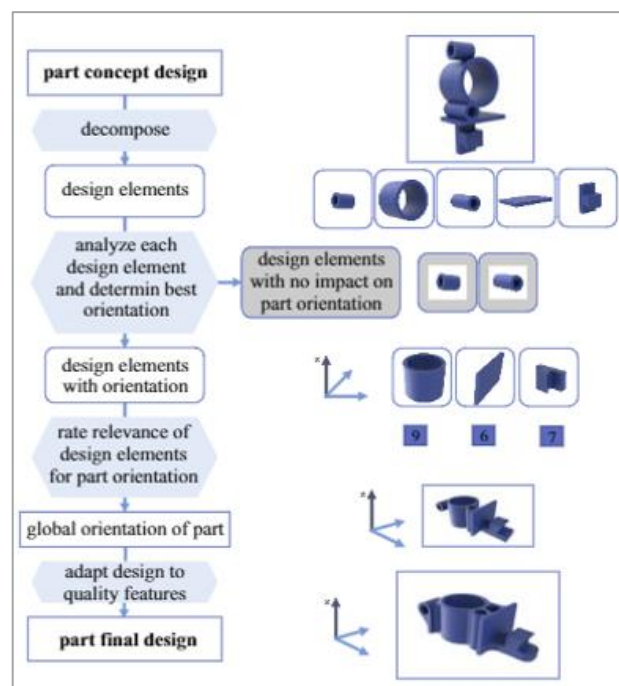 part concept design
decompose
design elements
analyze each
design element
and determin best
orientation
design elements
with no impact on
part orientation
design elements
with orientation
z
9
6
7
rate relevance of
design elements
for part orientation
global orientation of part
z
adapt design to
quality features
part final design
z